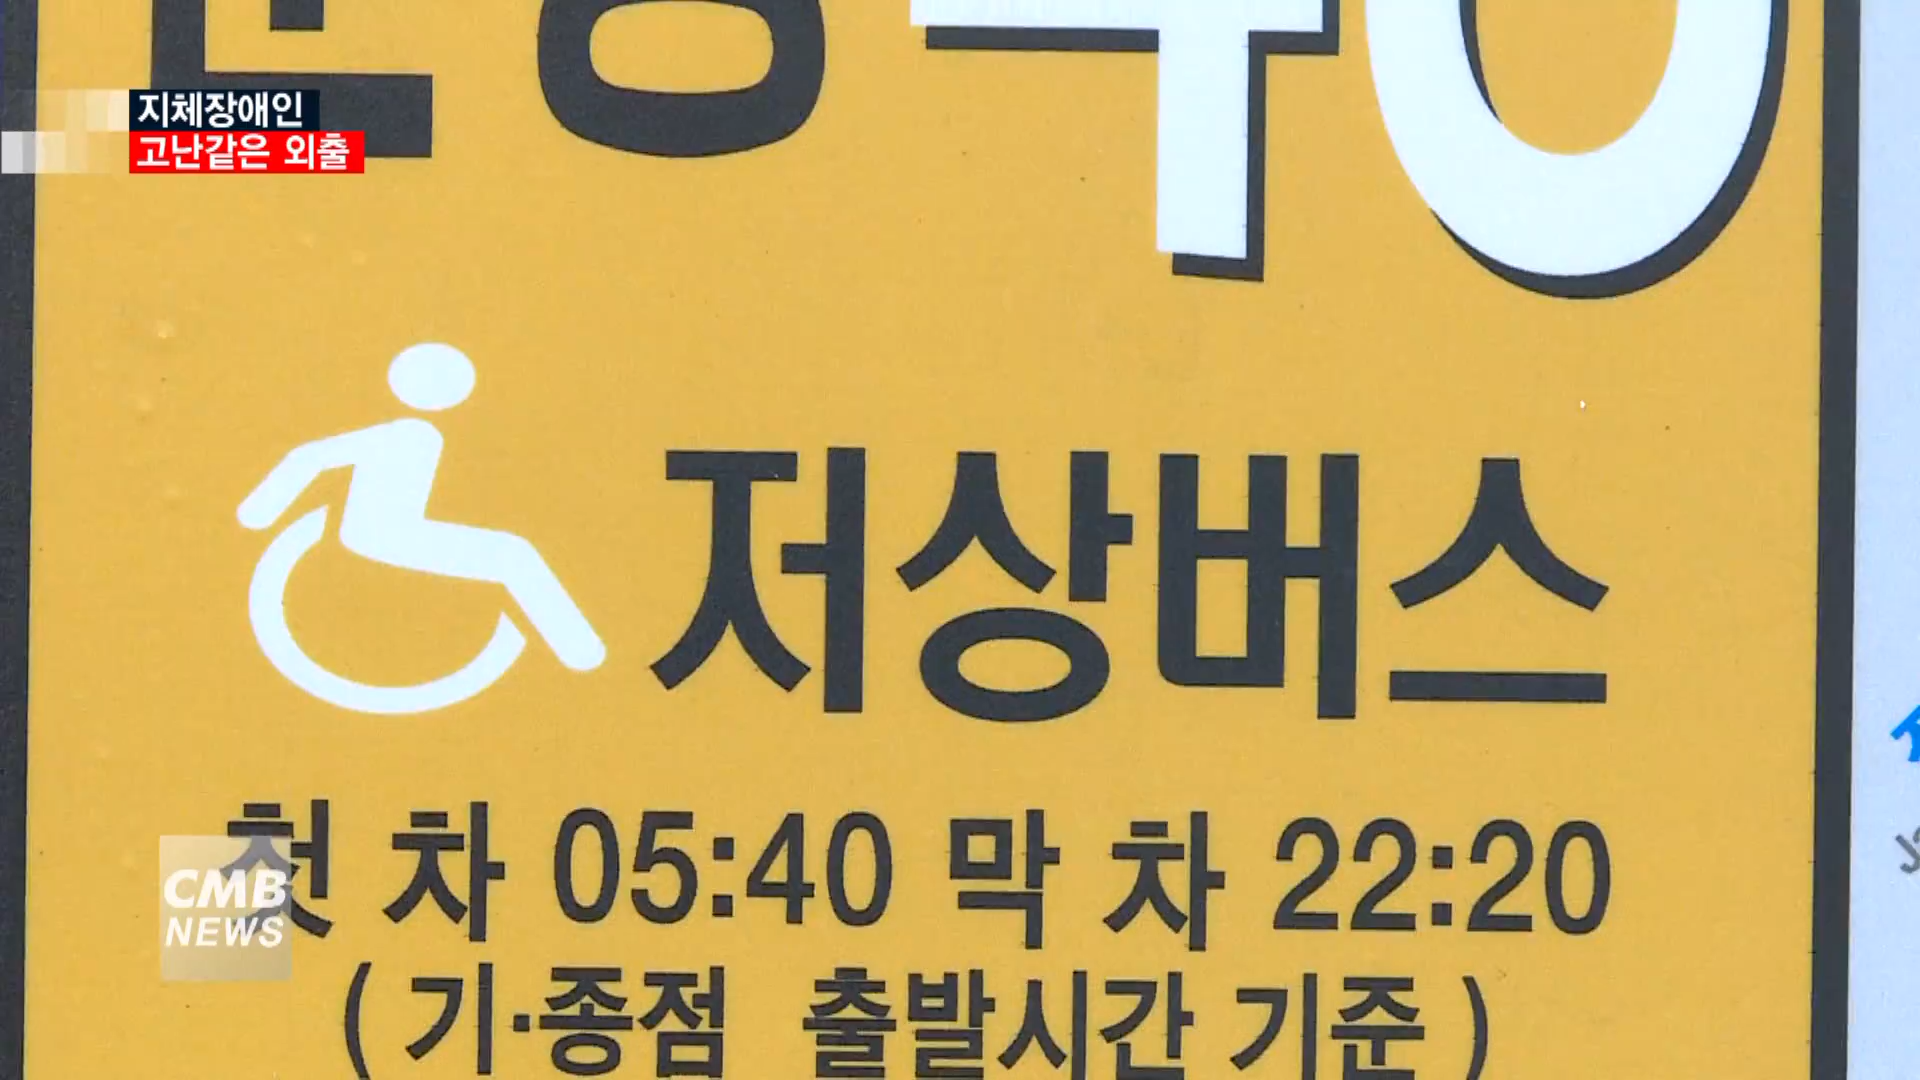 지체장애인
고난같은 외출
저상버스
첫 차 05:40 막 차 22:20
( 기·종점 출발시간 기준 )
CMB
NEWS